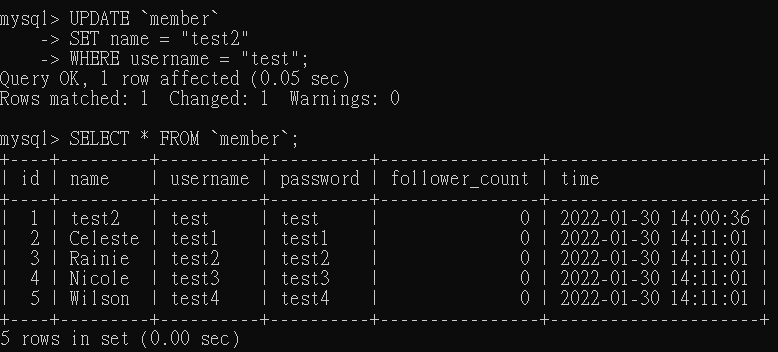 mysql> UPDATE `member`
    -> SET name = "test2"
    -> WHERE username = "test";
Query OK, 1 row affected (0.05 sec)
Rows matched: 1  Changed: 1  Warnings: 0

mysql> SELECT * FROM `member`;
+----+---------+----------+----------+----------------+---------------------+
| id | name    | username | password | follower_count | time                |
+----+---------+----------+----------+----------------+---------------------+
|  1 | test2   | test     | test     |              0 | 2022-01-30 14:00:36 |
|  2 | Celeste | test1    | test1    |              0 | 2022-01-30 14:11:01 |
|  3 | Rainie  | test2    | test2    |              0 | 2022-01-30 14:11:01 |
|  4 | Nicole  | test3    | test3    |              0 | 2022-01-30 14:11:01 |
|  5 | Wilson  | test4    | test4    |              0 | 2022-01-30 14:11:01 |
+----+---------+----------+----------+----------------+---------------------+
5 rows in set (0.00 sec)